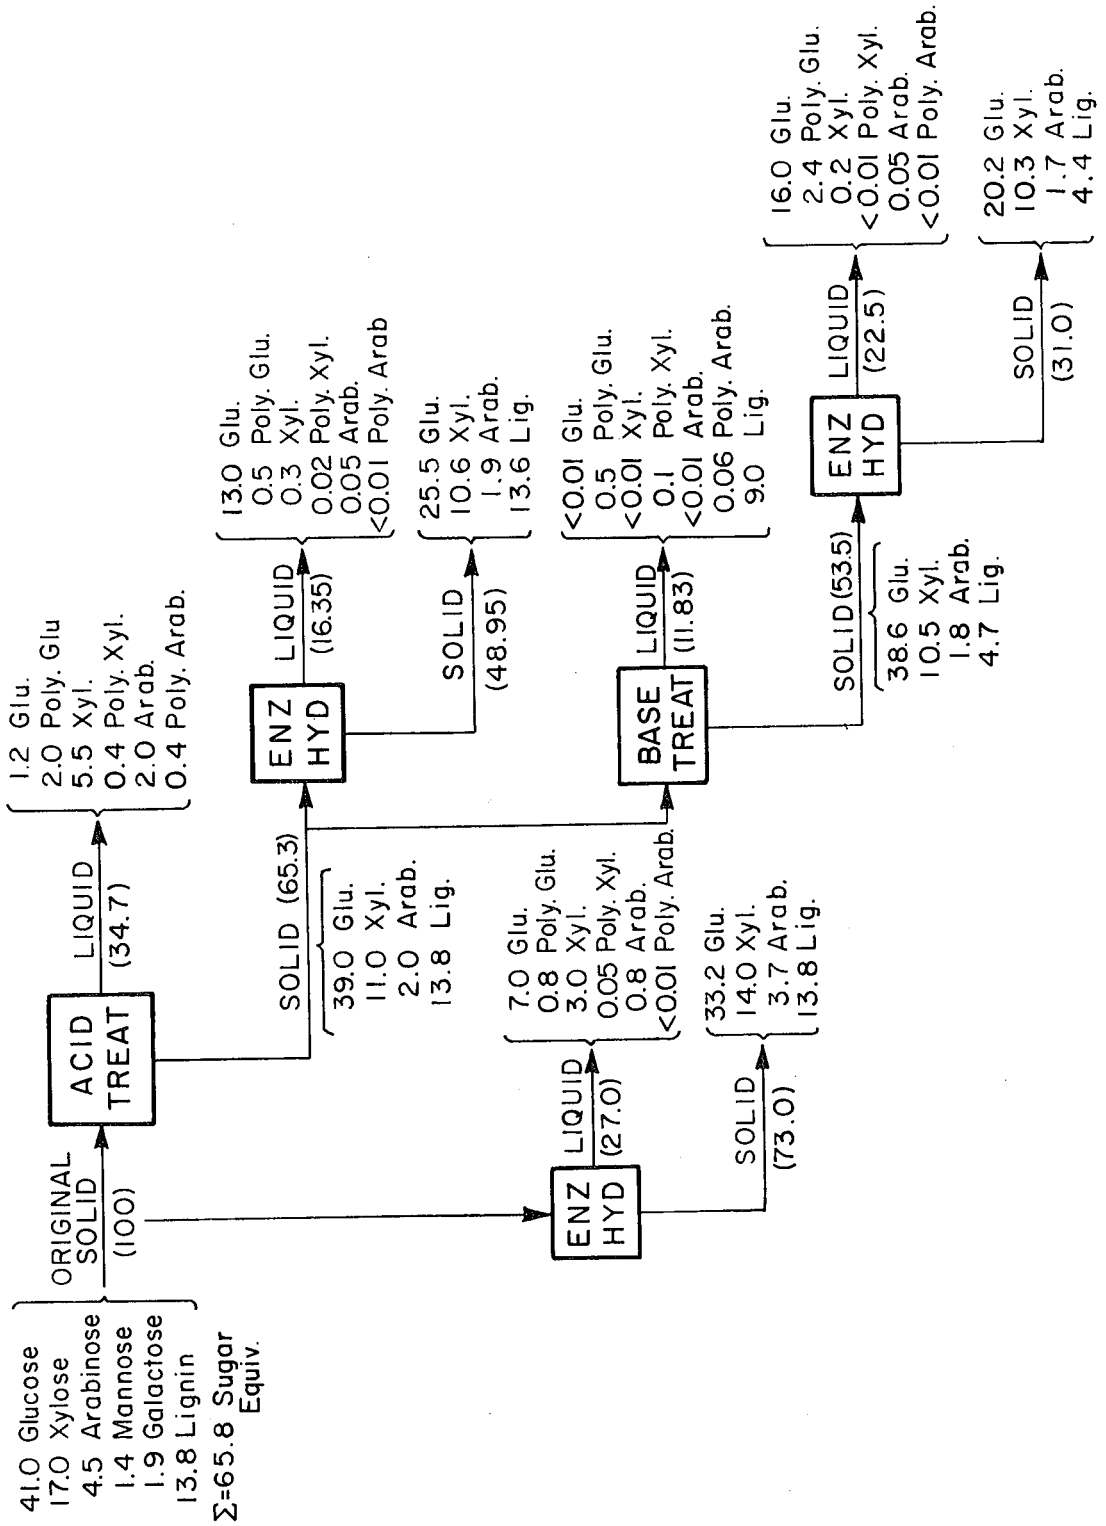 41.0 Glucose
17.0 Xylose
4.5 Arabinose
1.4 Mannose
1.9 Galactose
13.8 Lignin
Σ=65.8 Sugar
Equiv.
ORIGINAL
SOLID
(100)
ACID
TREAT
LIQUID
(34.7)
1.2 Glu.
2.0 Poly. Glu
5.5 Xyl.
0.4 Poly. Xyl.
2.0 Arab.
0.4 Poly. Arab.
SOLID (65.3)
39.0 Glu.
11.0 Xyl.
2.0 Arab.
13.8 Lig.
ENZ
HYD
LIQUID
(16.35)
13.0 Glu.
0.5 Poly. Glu.
0.3 Xyl.
0.02 Poly. Xyl.
0.05 Arab.
<0.01 Poly. Arab
SOLID
(48.95)
25.5 Glu.
10.6 Xyl.
1.9 Arab.
13.6 Lig.
ENZ
HYD
LIQUID
(27.0)
7.0 Glu.
0.8 Poly. Glu.
3.0 Xyl.
0.05 Poly. Xyl.
0.8 Arab.
<0.01 Poly. Arab.
SOLID
(73.0)
33.2 Glu.
14.0 Xyl.
3.7 Arab.
13.8 Lig.
BASE
TREAT
LIQUID
(11.83)
<0.01 Glu.
0.5 Poly. Glu.
<0.01 Xyl.
0.1 Poly. Xyl.
<0.01 Arab.
0.06 Poly. Arab.
9.0 Lig.
SOLID (53.5)
38.6 Glu.
10.5 Xyl.
1.8 Arab.
4.7 Lig.
ENZ
HYD
LIQUID
(22.5)
16.0 Glu.
2.4 Poly. Glu.
0.2 Xyl.
<0.01 Poly. Xyl.
0.05 Arab.
<0.01 Poly. Arab.
SOLID
(31.0)
20.2 Glu.
10.3 Xyl.
1.7 Arab.
4.4 Lig.